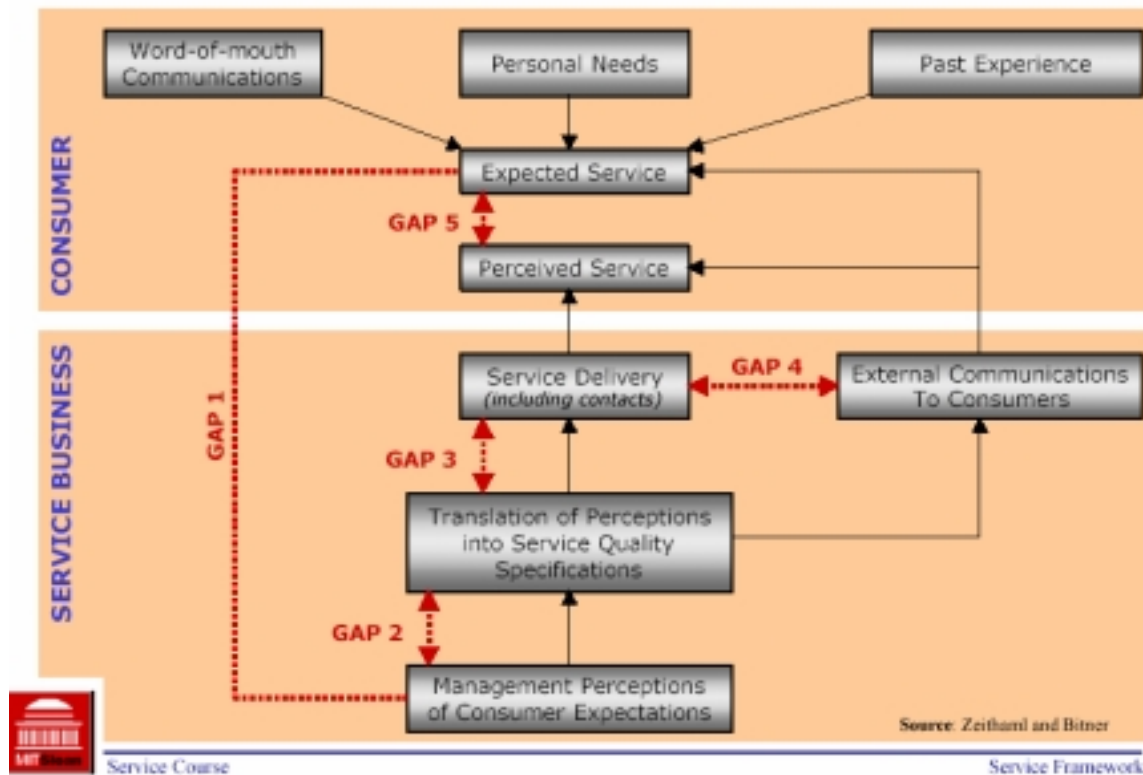 Word-of-mouth
Communications
Personal Needs
Past Experience
CONSUMER
Expected Service
GAP 5
Perceived Service
SERVICE BUSINESS
GAP 1
Service Delivery
(including contacts)
GAP 4
External Communications
To Consumers
GAP 3
Translation of Perceptions
into Service Quality
Specifications
GAP 2
Management Perceptions
of Consumer Expectations
Source: Zeithaml and Bitner
MITSloan
Service Course
Service Framework